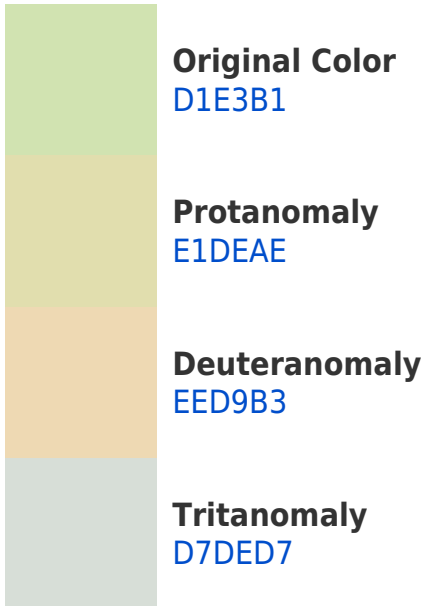 Original Color
D1E3B1
Protanomaly
E1DEAE
Deuteranomaly
EED9B3
Tritanomaly
D7DED7